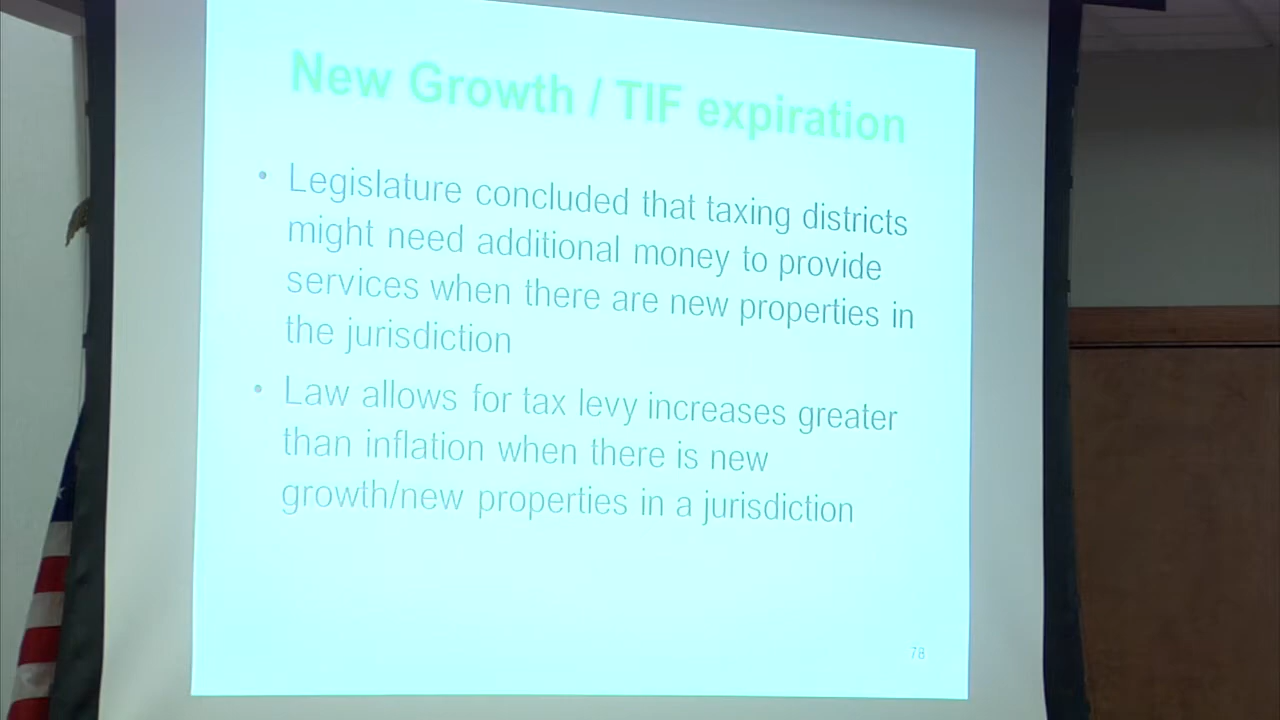 New Growth / TIF expiration
• Legislature concluded that taxing districts
might need additional money to provide
services when there are new properties in
the jurisdiction
• Law allows for tax levy increases greater
than inflation when there is new
growth/new properties in a jurisdiction
78